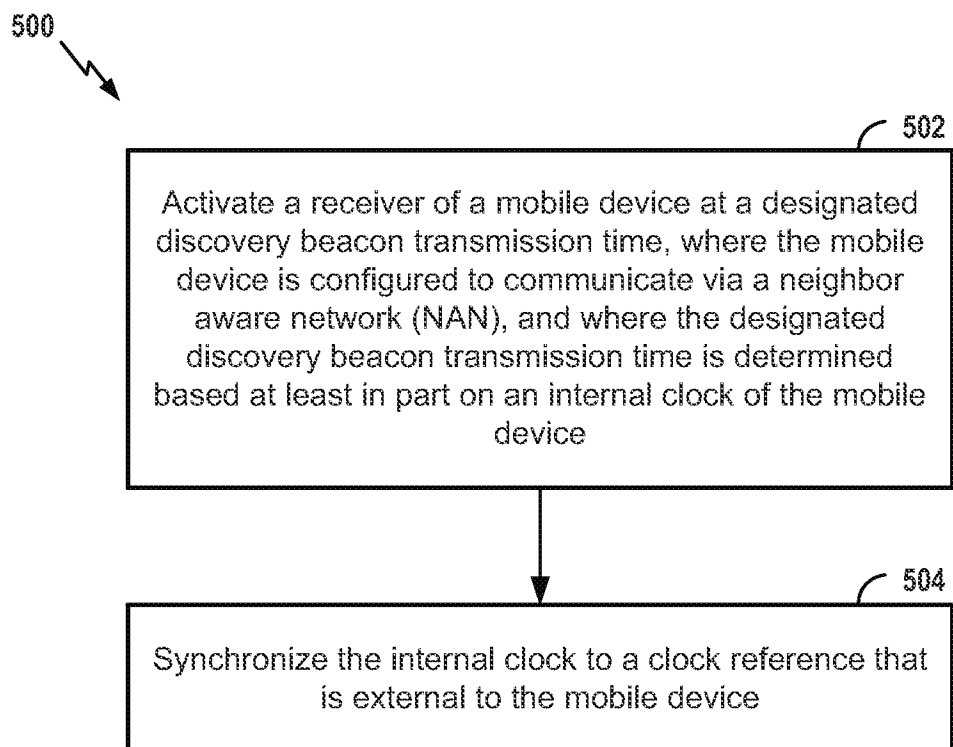 500
502
Activate a receiver of a mobile device at a designated
discovery beacon transmission time, where the mobile
device is configured to communicate via a neighbor
aware network (NAN), and where the designated
discovery beacon transmission time is determined
based at least in part on an internal clock of the mobile
device
504
Synchronize the internal clock to a clock reference that
is external to the mobile device